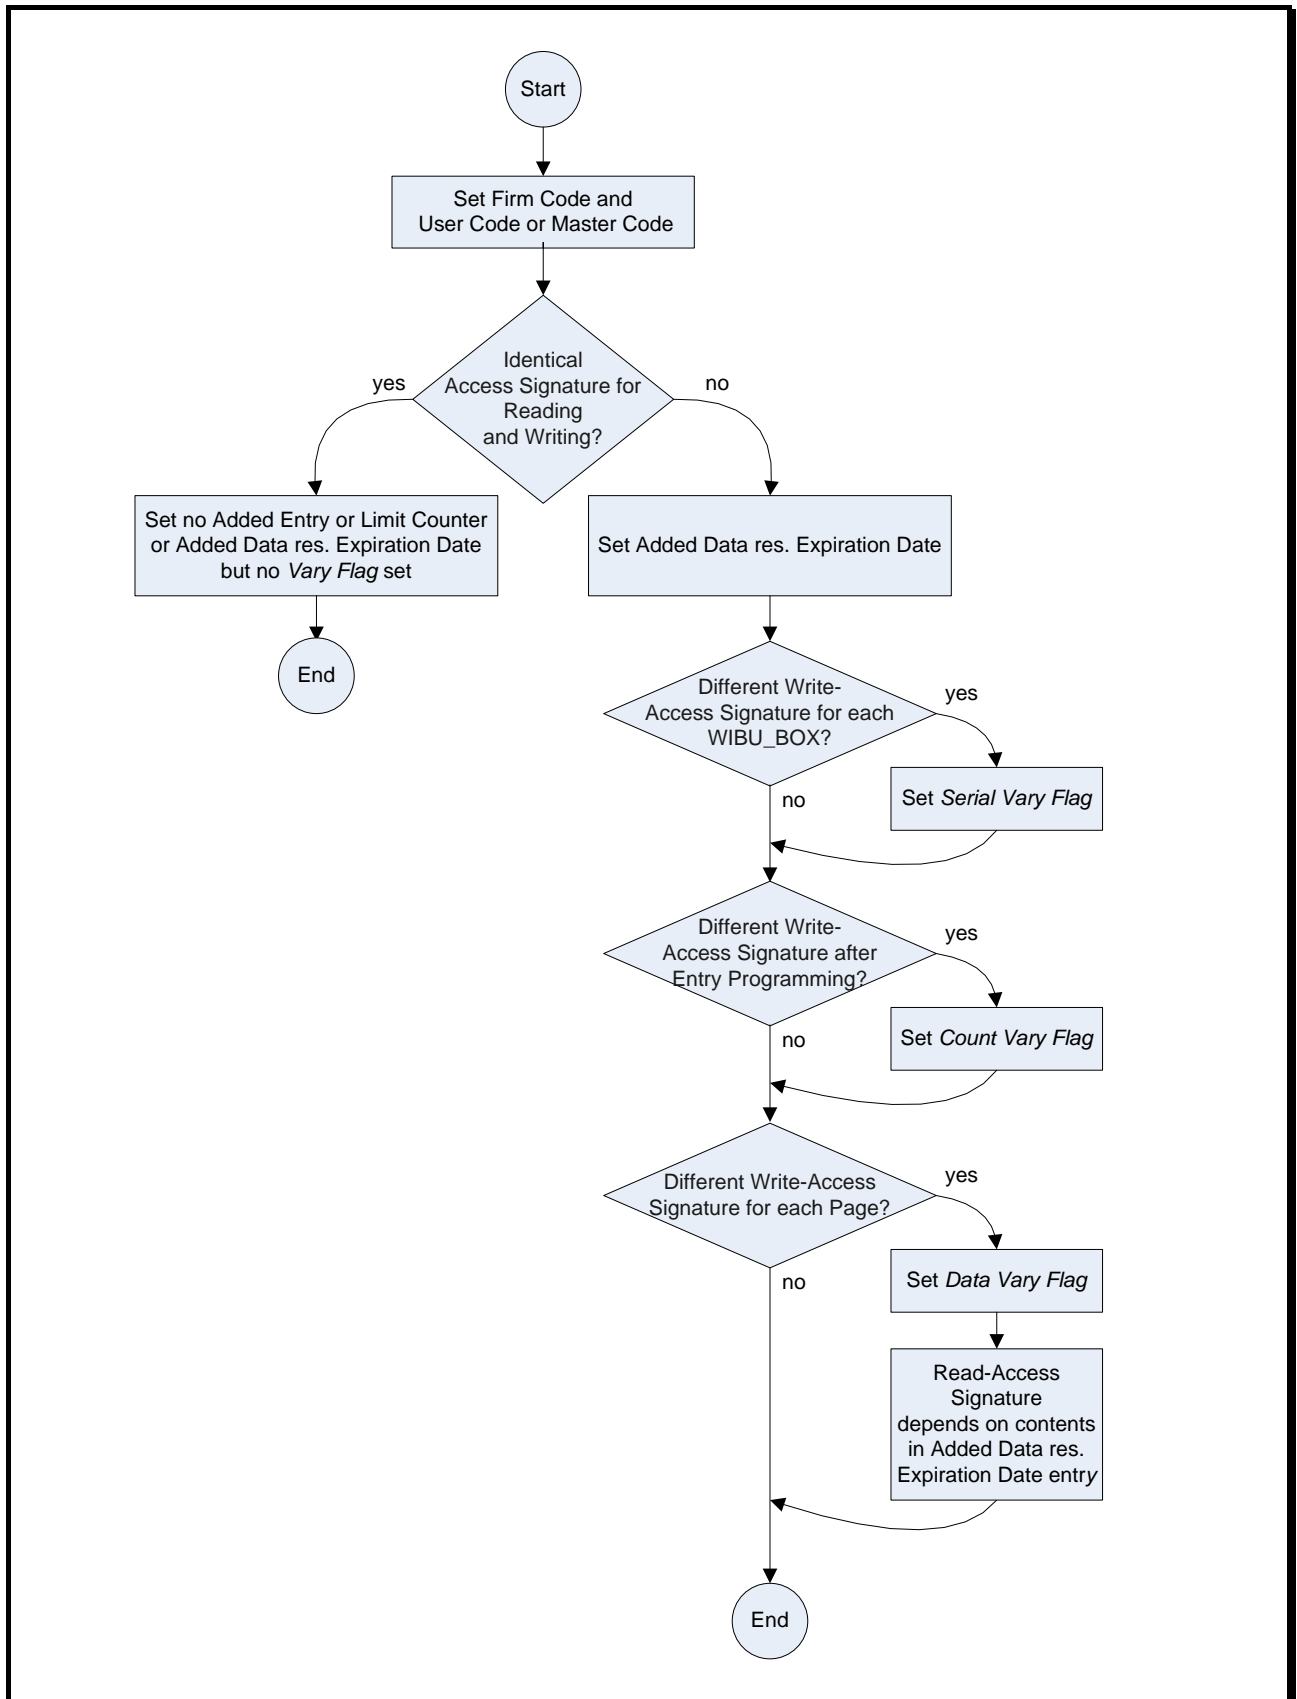 Start
Set Firm Code and
User Code or Master Code
Identical
Access Signature for
Reading
and Writing?
yes
no
Set no Added Entry or Limit Counter
or Added Data res. Expiration Date
but no Vary Flag set
Set Added Data res. Expiration Date
End
Different Write-
Access Signature for each
WIBU_BOX?
yes
no
Set Serial Vary Flag
Different Write-
Access Signature after
Entry Programming?
yes
no
Set Count Vary Flag
Different Write-Access
Signature for each Page?
yes
no
Set Data Vary Flag
Read-Access
Signature
depends on contents
in Added Data res.
Expiration Date entry
End